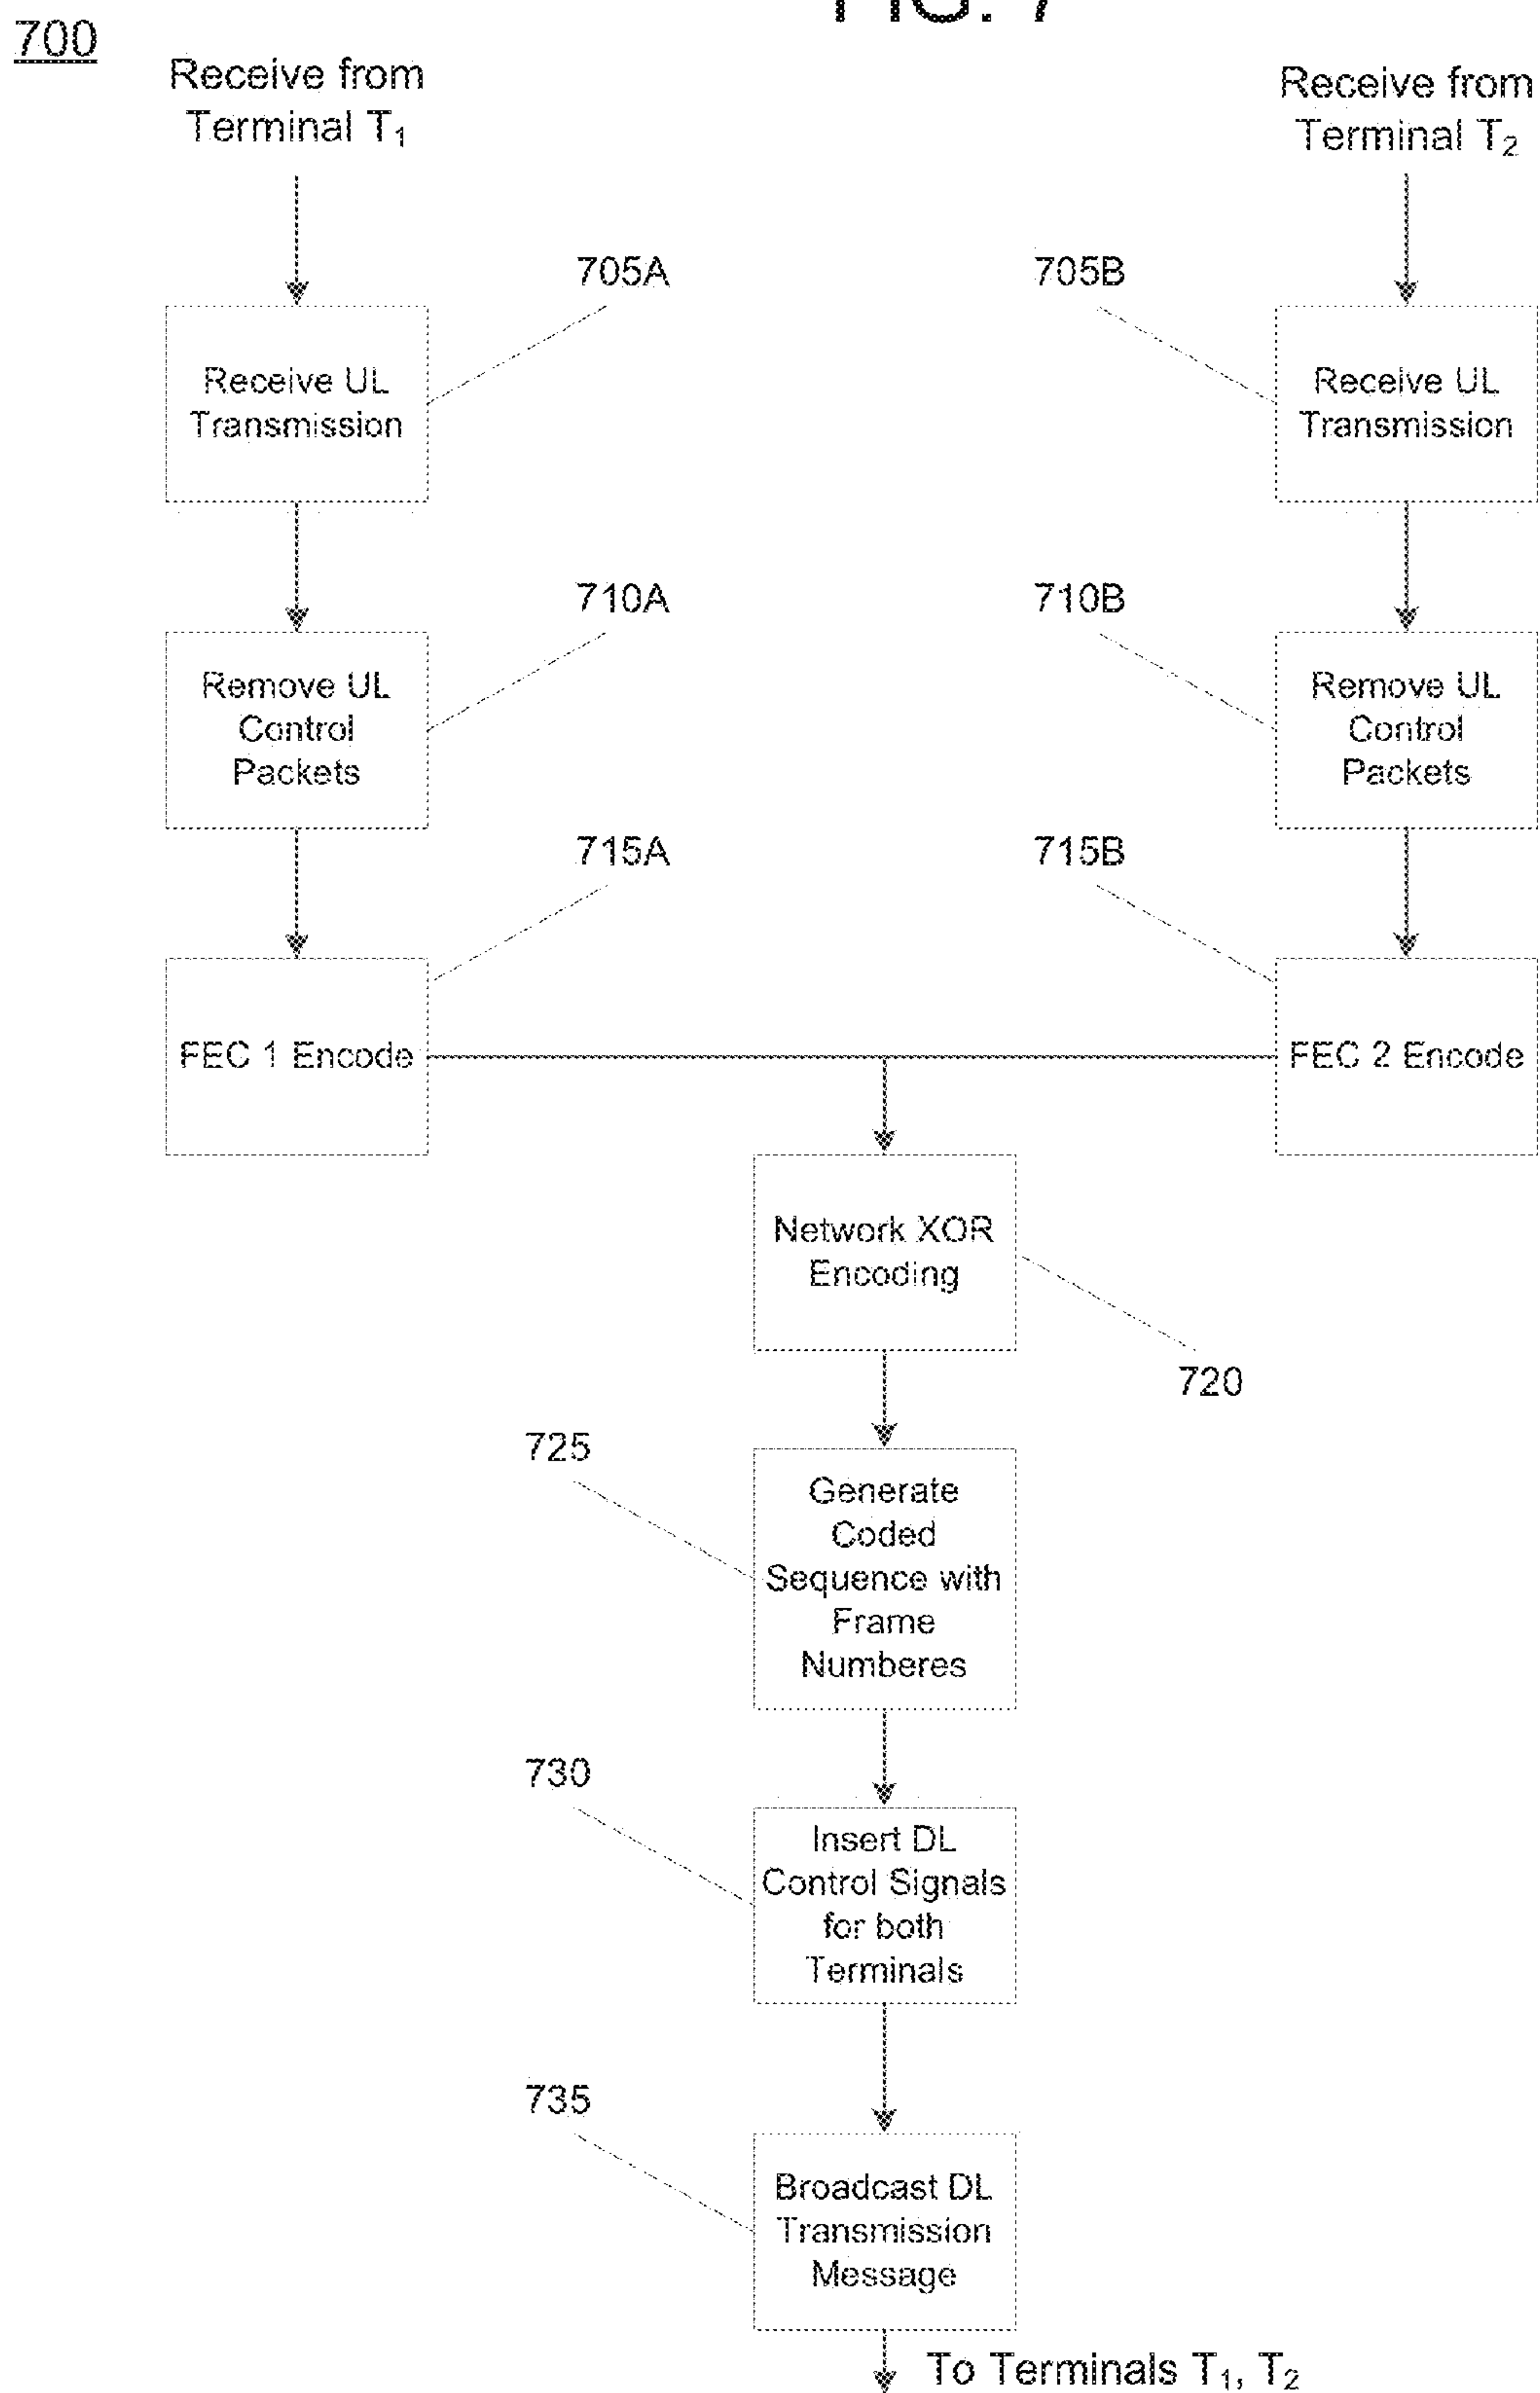 FIG. 7
700
Receive from
Terminal T₁
Receive from
Terminal T₂
705A
705B
Receive UL
Transmission
Receive UL
Transmission
710A
710B
Remove UL
Control
Packets
Remove UL
Control
Packets
715A
715B
FEC 1 Encode
FEC 2 Encode
Network XOR
Encoding
720
725
Generate
Coded
Sequence with
Frame
Numberes
730
Insert DL
Control Signals
for both
Terminals
735
Broadcast DL
Transmission
Message
To Terminals T₁, T₂